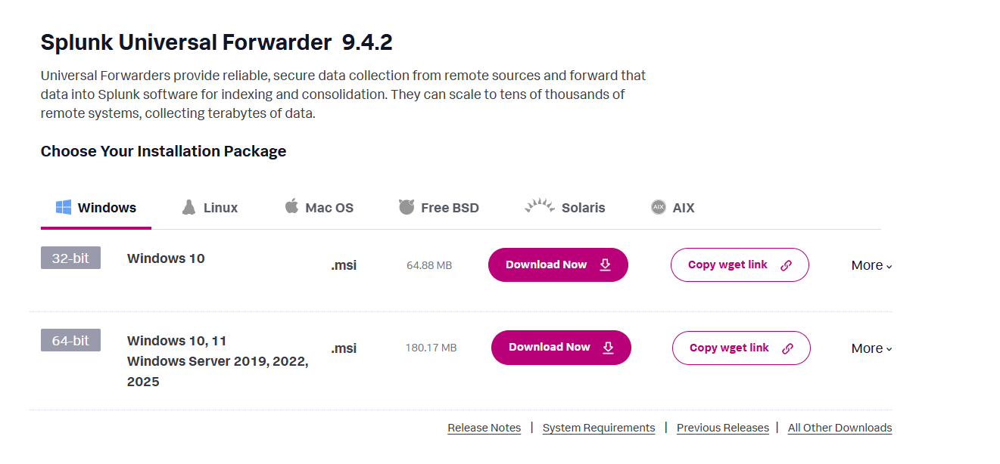 Splunk Universal Forwarder 9.4.2
Universal Forwarders provide reliable, secure data collection from remote sources and forward that
data into Splunk software for indexing and consolidation. They can scale to tens of thousands of
remote systems, collecting terabytes of data.
Choose Your Installation Package
Windows Linux Mac OS Free BSD Solaris AIX AIX
32-bit Windows 10 .msi 64.88 MB Download Now Copy wget link More
64-bit Windows 10, 11 .msi 180.17 MB Download Now Copy wget link More
Windows Server 2019, 2022,
2025
Release Notes | System Requirements | Previous Releases | All Other Downloads